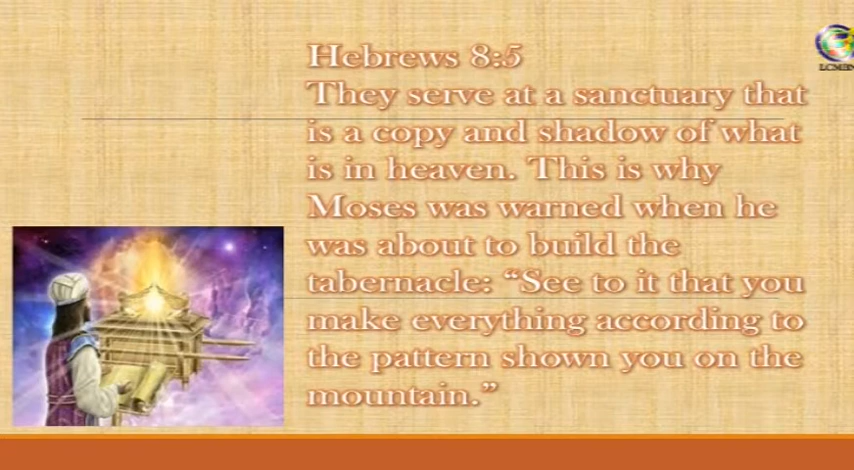 Hebrews 8:5
They serve at a sanctuary that
is a copy and shadow of what
is in heaven. This is why
Moses was warned when he
was about to build the
tabernacle: “See to it that you
make everything according to
the pattern shown you on the
mountain.”